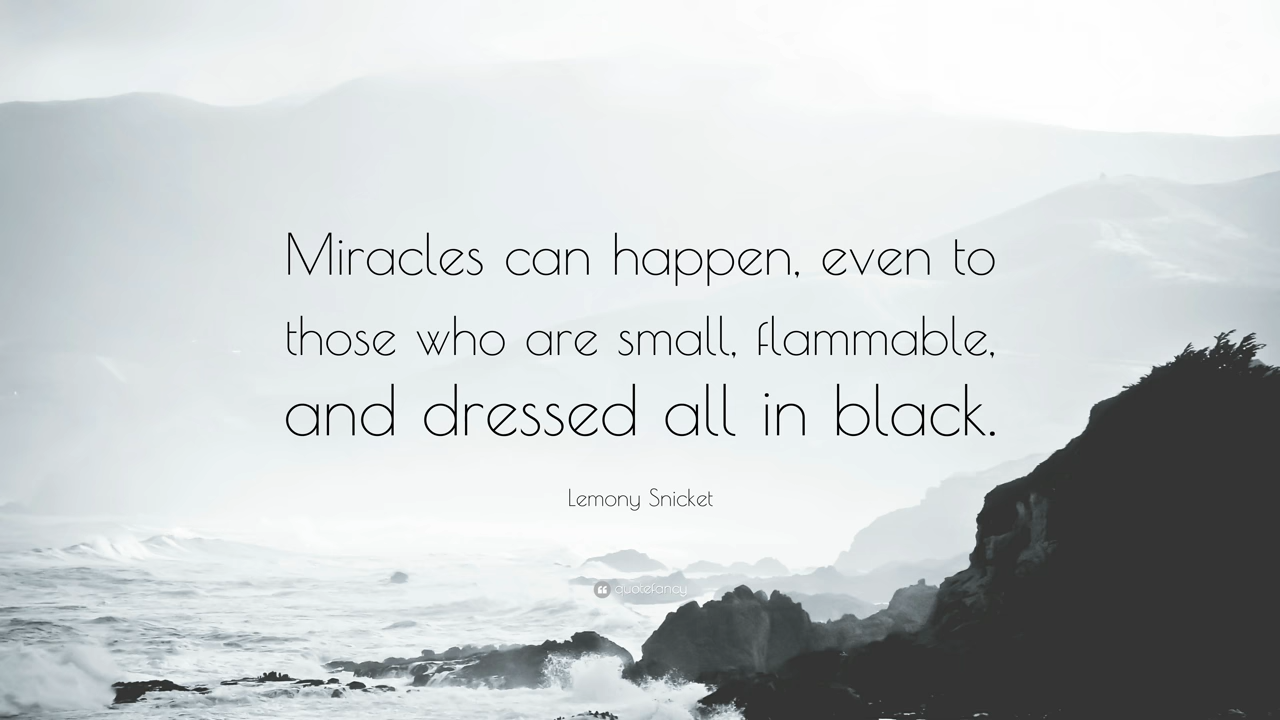 Miracles can happen, even to
those who are small, flammable,
and dressed all in black.
Lemony Snicket
quotefancy